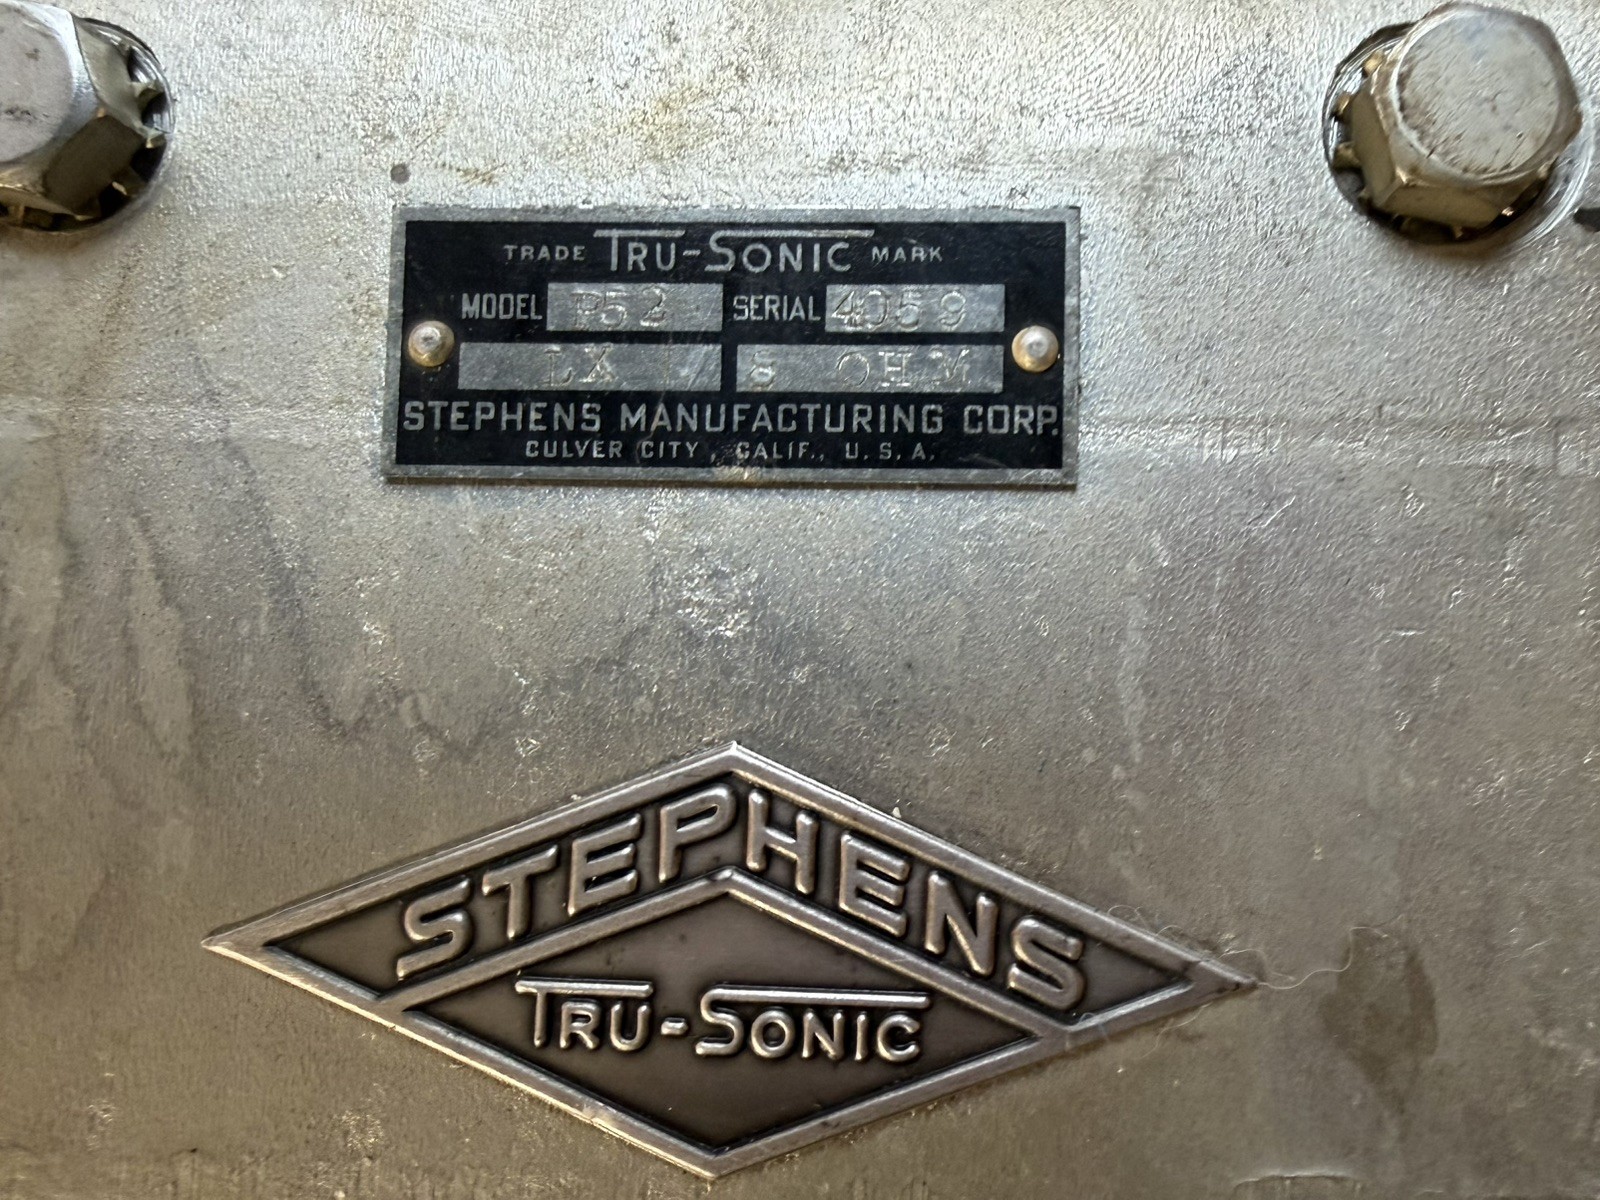 TRADE TRU-SONIC MARK
MODEL P52 SERIAL 4059
LX 8 OHM
STEPHENS MANUFACTURING CORP.
CULVER CITY, CALIF., U. S. A.
STEPHENS
TRU-SONIC